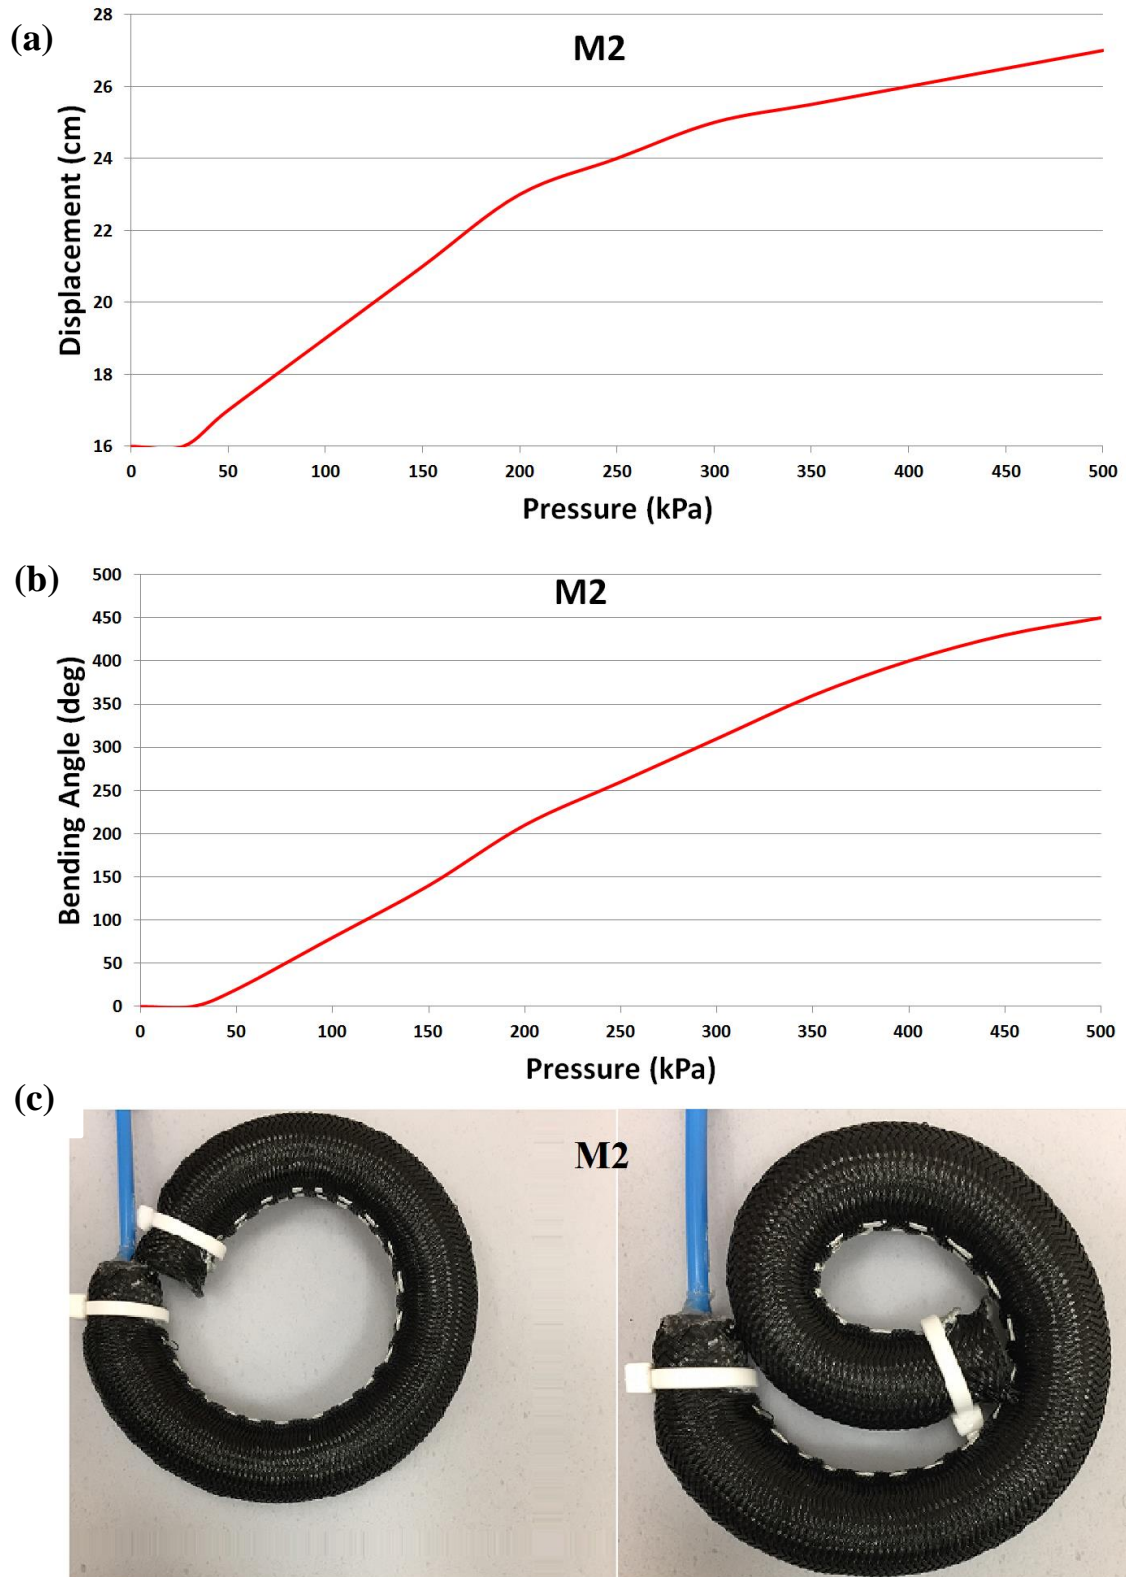 (a)
M2
Displacement (cm)
28
26
24
22
20
18
16
0 50 100 150 200 250 300 350 400 450 500
Pressure (kPa)
(b)
M2
Bending Angle (deg)
500
450
400
350
300
250
200
150
100
50
0
0 50 100 150 200 250 300 350 400 450 500
Pressure (kPa)
(c)
M2